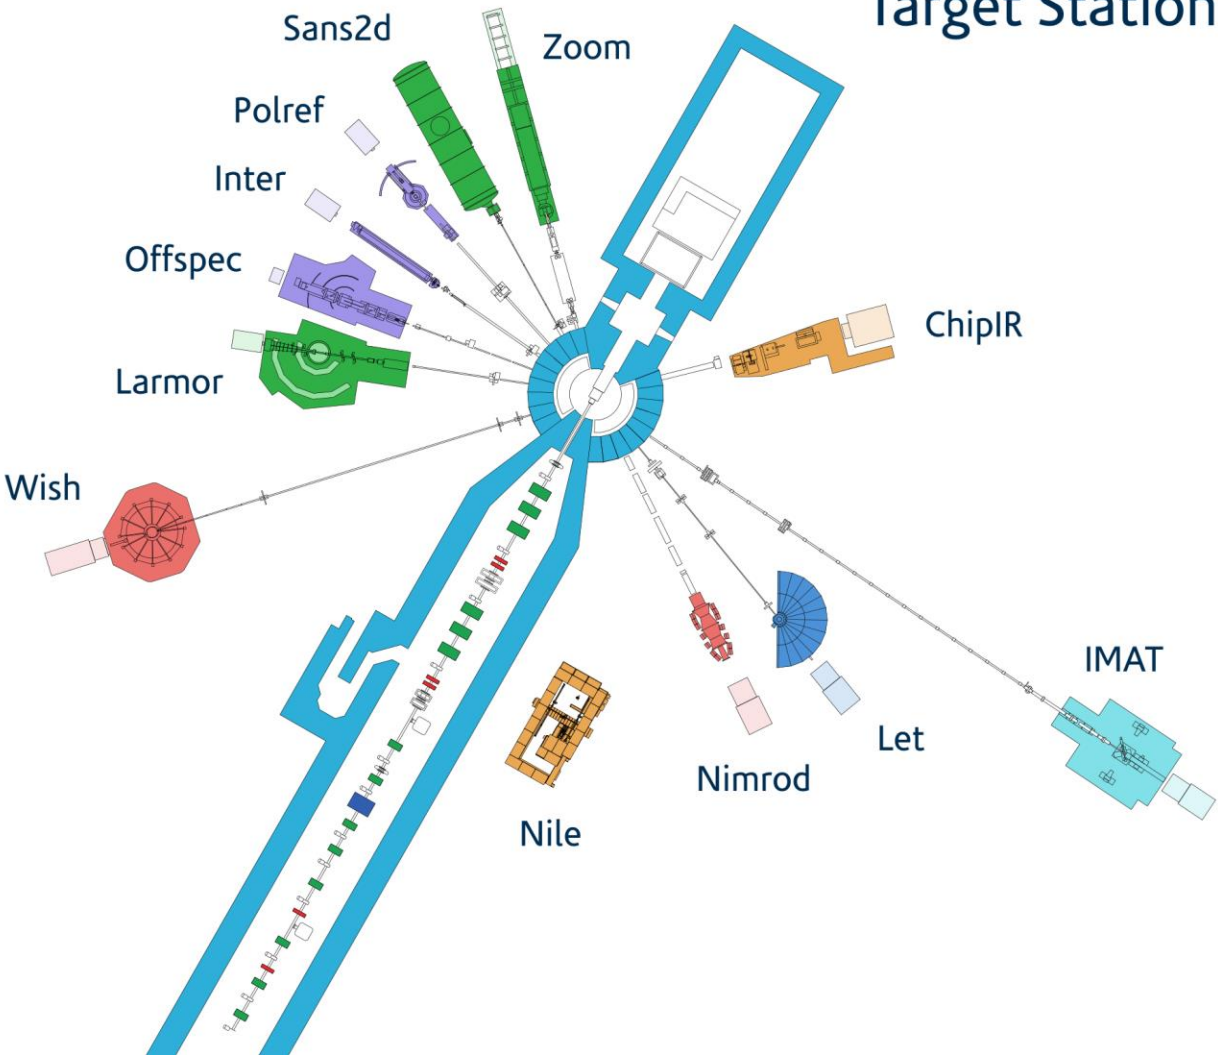 Target Station
Sans2d
Zoom
Polref
Inter
Offspec
ChipIR
Larmor
Wish
IMAT
Let
Nimrod
Nile